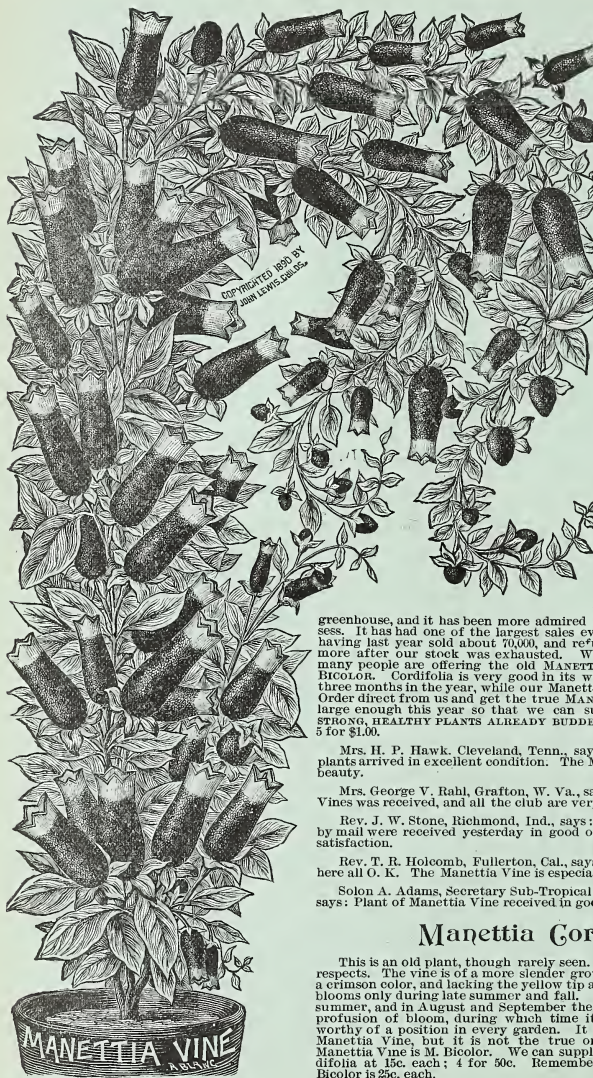 COPYRIGHTED 1890 BY
JOHN LEWIS CHILDS.
MANETTIA VINE
A BLANC
greenhouse, and it has been more admired
sess. It has had one of the largest sales ev
having last year sold about 70,000, and ref
more after our stock was exhausted. W
many people are offering the old MANETT
BICOLOR. Cordifolia is very good in its w
three months in the year, while our Manett
Order direct from us and get the true MAN
large enough this year so that we can su
STRONG, HEALTHY PLANTS ALREADY BUDDE
5 for $1.00.
Mrs. H. P. Hawk. Cleveland, Tenn., say
plants arrived in excellent condition. The M
beauty.
Mrs. George V. Rahl, Grafton, W. Va., sa
Vines was received, and all the club are ver
Rev. J. W. Stone, Richmond, Ind., says:
by mail were received yesterday in good o
satisfaction.
Rev. T. R. Holcomb, Fullerton, Cal., say
here all O. K. The Manettia Vine is especia
Solon A. Adams, Secretary Sub-Tropical
says: Plant of Manettia Vine received in goo
Manettia Cor
This is an old plant, though rarely seen.
respects. The vine is of a more slender gro
a crimson color, and lacking the yellow tip a
blooms only during late summer and fall.
summer, and in August and September the
profusion of bloom, during which time it
worthy of a position in every garden. It
Manettia Vine, but it is not the true or
Manettia Vine is M. Bicolor. We can suppl
difolia at 15c. each; 4 for 50c. Remembe
Bicolor is 25c. each.